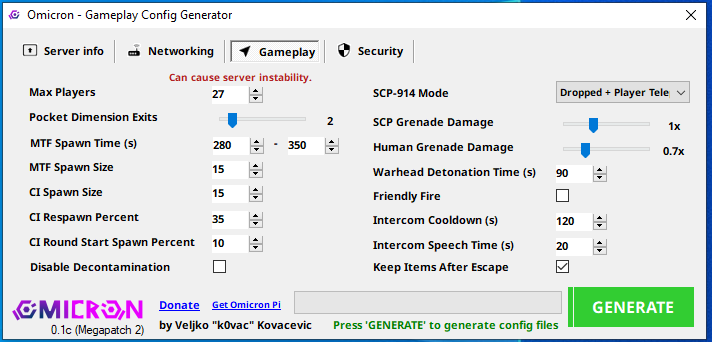 Omicron - Gameplay Config Generator
Server info Networking Gameplay Security
Can cause server instability.
Max Players 27
Pocket Dimension Exits 2
MTF Spawn Time (s) 280 - 350
MTF Spawn Size 15
CI Spawn Size 15
CI Respawn Percent 35
CI Round Start Spawn Percent 10
Disable Decontamination
SCP-914 Mode Dropped + Player Tele
SCP Grenade Damage 1x
Human Grenade Damage 0.7x
Warhead Detonation Time (s) 90
Friendly Fire
Intercom Cooldown (s) 120
Intercom Speech Time (s) 20
Keep Items After Escape
OMICRON
0.1c (Megapatch 2)
Donate Get Omicron Pi
by Veljko "k0vac" Kovacevic
Press 'GENERATE' to generate config files
GENERATE